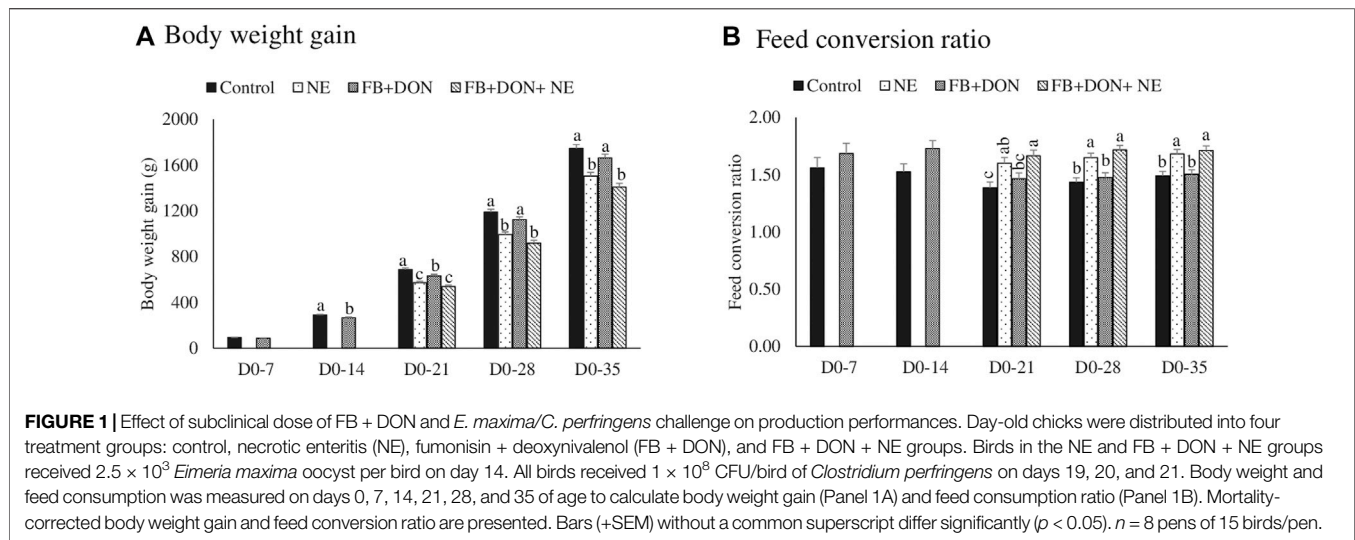 A Body weight gain
Control NE FB+DON FB+DON+ NE
Body weight gain (g)
2000
1600
1200
800
400
0
a b
a c b c
a b a b
a b a b
D0-7 D0-14 D0-21 D0-28 D0-35
B Feed conversion ratio
Control NE FB+DON FB+DON+ NE
Feed conversion ratio
2.00
1.50
1.00
0.50
0.00
c ab bc a
b a b a
b a b a
D0-7 D0-14 D0-21 D0-28 D0-35
FIGURE 1 | Effect of subclinical dose of FB + DON and E. maxima/C. perfringens challenge on production performances. Day-old chicks were distributed into four
treatment groups: control, necrotic enteritis (NE), fumonisin + deoxynivalenol (FB + DON), and FB + DON + NE groups. Birds in the NE and FB + DON + NE groups
received 2.5 × 10³ Eimeria maxima oocyst per bird on day 14. All birds received 1 × 10⁸ CFU/bird of Clostridium perfringens on days 19, 20, and 21. Body weight and
feed consumption was measured on days 0, 7, 14, 21, 28, and 35 of age to calculate body weight gain (Panel 1A) and feed consumption ratio (Panel 1B). Mortality-
corrected body weight gain and feed conversion ratio are presented. Bars (+SEM) without a common superscript differ significantly (p < 0.05). n = 8 pens of 15 birds/pen.